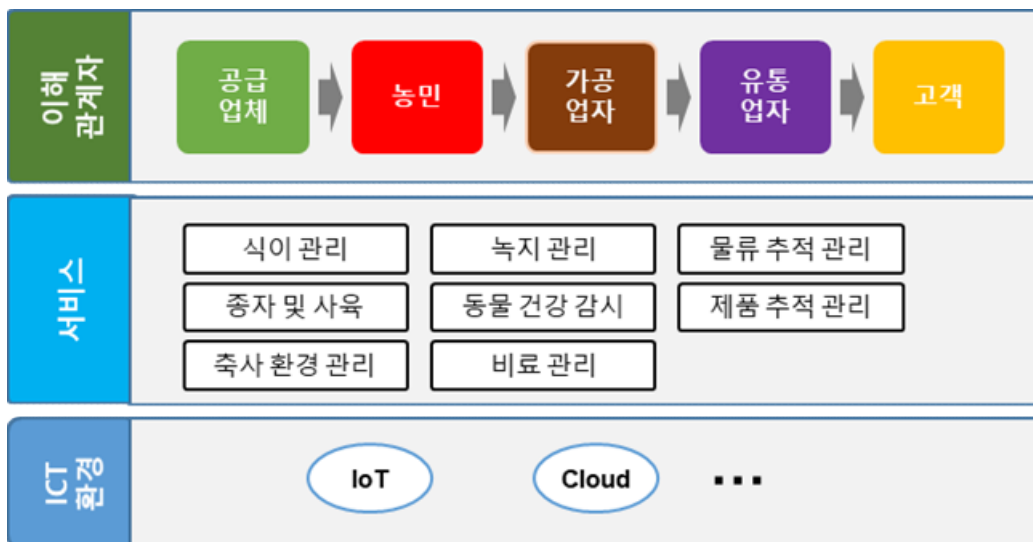 이해
관계자
공급
업체
농민
가공
업자
유통
업자
고객
서비스
식이 관리
녹지 관리
물류 추적 관리
종자 및 사육
동물 건강 감시
제품 추적 관리
축사 환경 관리
비료 관리
ICT
환경
IoT
Cloud
...